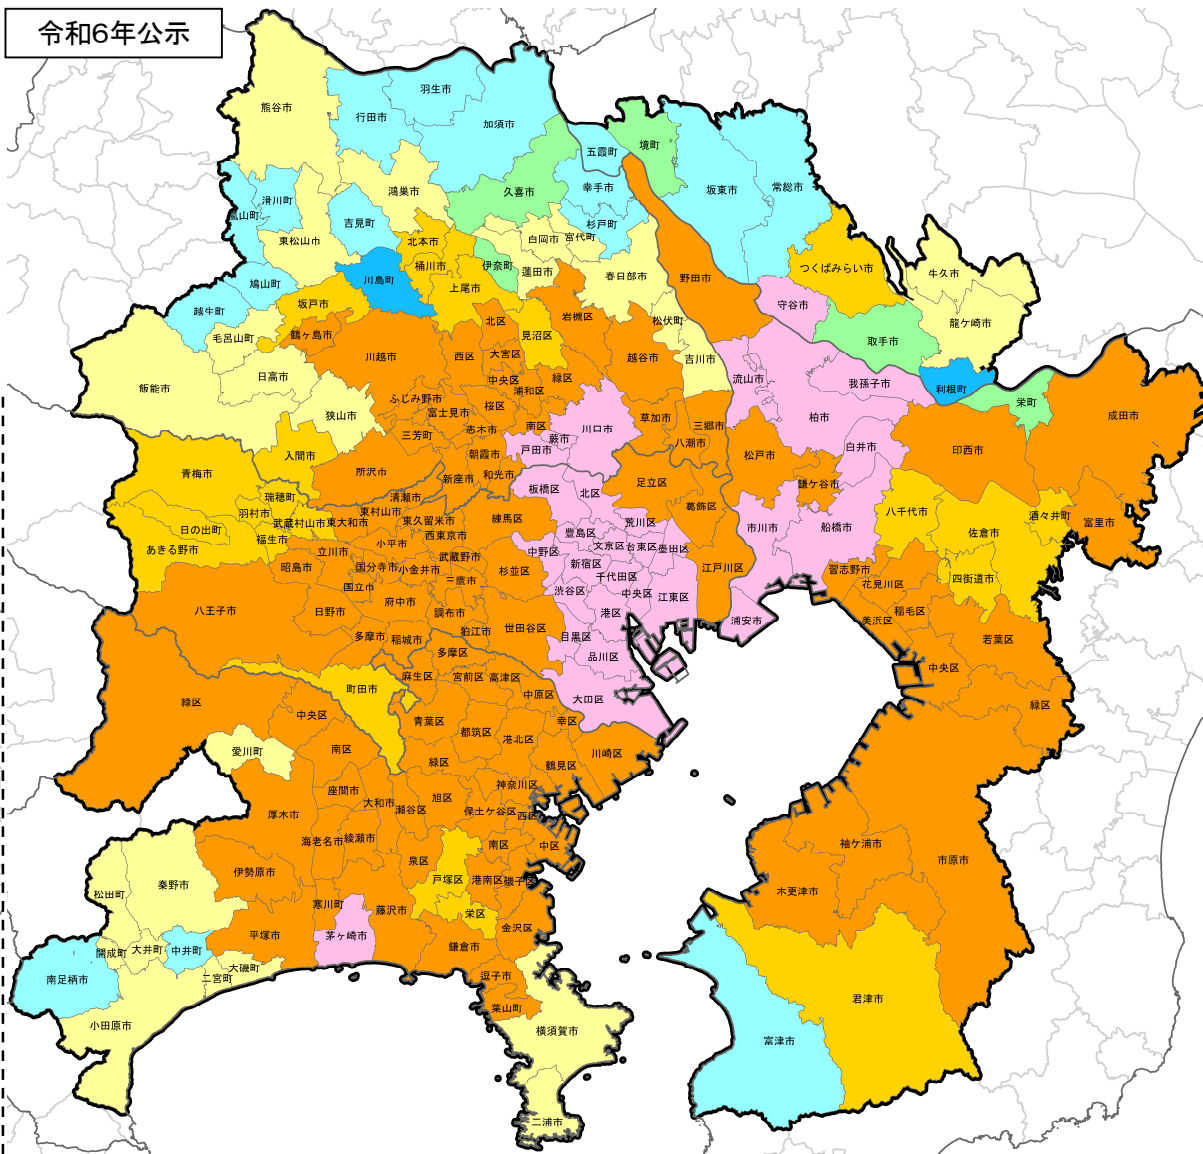 令和6年公示
熊谷市
羽生市
行田市
加須市
五霞町
境町
坂東市
常総市
滑川町
嵐山町
鴻巣市
久喜市
幸手市
吉見町
杉戸町
東松山市
北本市
白岡市
宮代町
桶川市
伊奈町
蓮田市
春日部市
野田市
つくばみらい市
牛久市
川島町
鳩山町
上尾市
越生町
坂戸市
鶴ヶ島市
毛呂山町
北区
見沼区
岩槻区
松伏町
守谷市
取手市
龍ケ崎市
川越市
西区
大宮区
越谷市
吉川市
日高市
飯能市
中央区
浦和区
緑区
流山市
我孫子市
利根町
栄町
ふじみ野市
富士見市
桜区
狭山市
三芳町
志木市
南区
蕨市
川口市
草加市
三郷市
八潮市
柏市
成田市
戸田市
朝霞市
入間市
所沢市
新座市
和光市
松戸市
白井市
印西市
青梅市
瑞穂町
清瀬市
板橋区
北区
足立区
鎌ケ谷市
羽村市
武蔵村山市
東大和市
東村山市
東久留米市
練馬区
葛飾区
日の出町
福生市
西東京市
豊島区
荒川区
市川市
船橋市
八千代市
酒々井町
佐倉市
富里市
あきる野市
立川市
小平市
武蔵野市
中野区
文京区
台東区
墨田区
昭島市
国分寺市
小金井市
三鷹市
杉並区
新宿区
千代田区
江戸川区
習志野市
花見川区
四街道市
国立市
渋谷区
中央区
江東区
八王子市
日野市
府中市
調布市
港区
浦安市
美浜区
稲毛区
多摩市
稲城市
狛江市
世田谷区
目黒区
若葉区
多摩区
品川区
中央区
緑区
町田市
麻生区
宮前区
高津区
中原区
大田区
緑区
中央区
青葉区
都筑区
幸区
愛川町
南区
港北区
川崎区
緑区
鶴見区
座間市
大和市
瀬谷区
旭区
神奈川区
厚木市
保土ケ谷区
西区
海老名市
綾瀬市
南区
中区
袖ケ浦市
市原市
伊勢原市
泉区
戸塚区
港南区
磯子区
木更津市
松田町
秦野市
寒川町
藤沢市
栄区
茅ヶ崎市
金沢区
平塚市
鎌倉市
開成町
大井町
中井町
南足柄市
二宮町
大磯町
逗子市
君津市
葉山町
小田原市
横須賀市
富津市